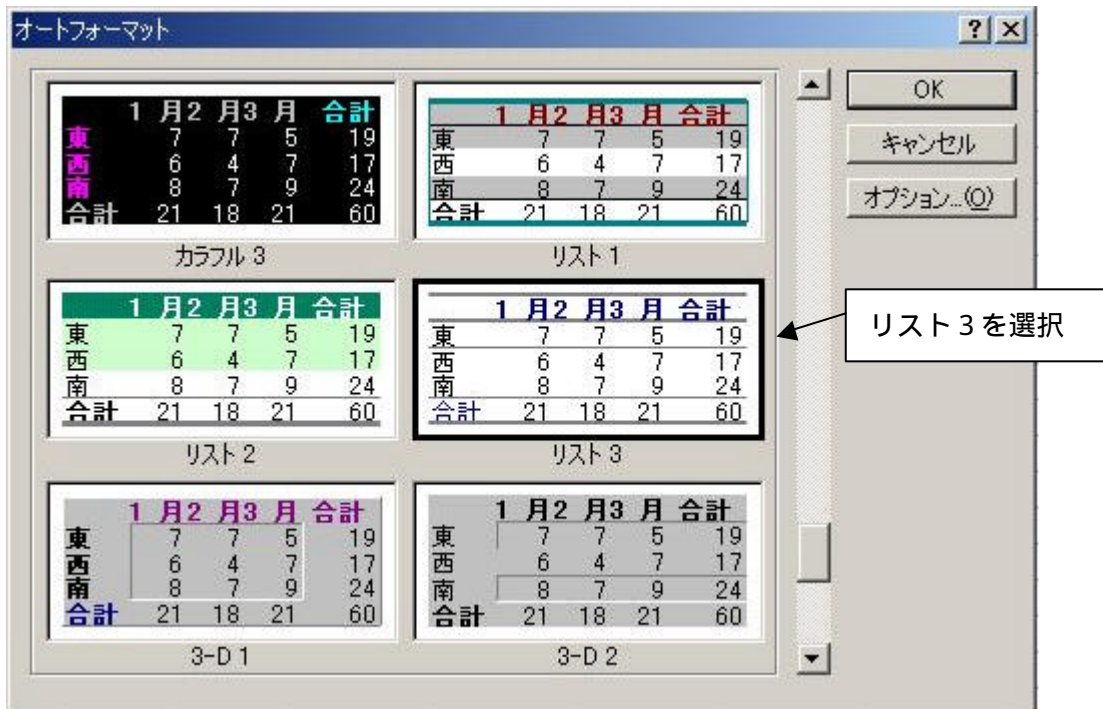 オートフォーマット
? ×
OK
キャンセル
オプション...(O)
1 月2 月3 月 合計
東 7 7 5 19
西 6 4 7 17
南 8 7 9 24
合計 21 18 21 60
カラフル 3
1 月2 月3 月 合計
東 7 7 5 19
西 6 4 7 17
南 8 7 9 24
合計 21 18 21 60
リスト 1
1 月2 月3 月 合計
東 7 7 5 19
西 6 4 7 17
南 8 7 9 24
合計 21 18 21 60
リスト 2
1 月2 月3 月 合計
東 7 7 5 19
西 6 4 7 17
南 8 7 9 24
合計 21 18 21 60
リスト 3
リスト3を選択
1 月2 月3 月 合計
東 7 7 5 19
西 6 4 7 17
南 8 7 9 24
合計 21 18 21 60
3-D 1
1 月2 月3 月 合計
東 7 7 5 19
西 6 4 7 17
南 8 7 9 24
合計 21 18 21 60
3-D 2